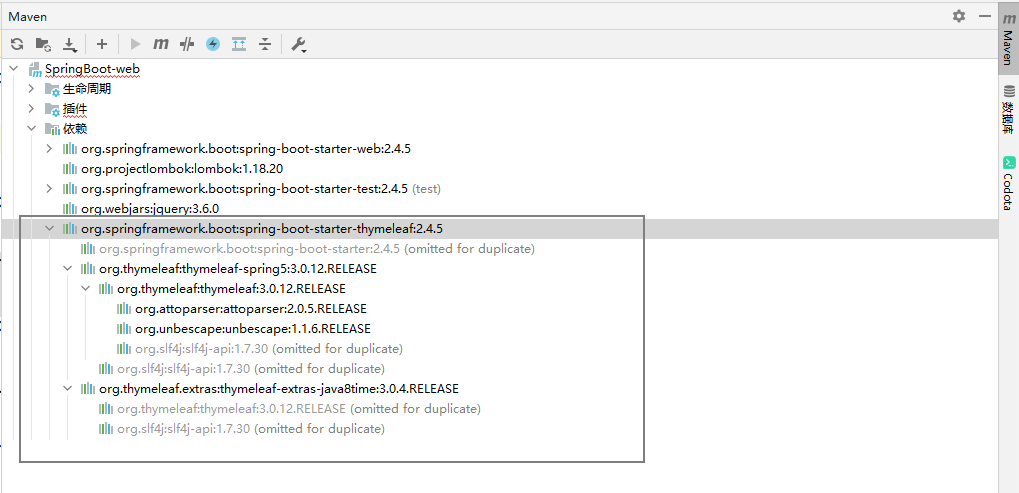 Maven
SpringBoot-web
生命周期
插件
依赖
org.springframework.boot:spring-boot-starter-web:2.4.5
org.projectlombok:lombok:1.18.20
org.springframework.boot:spring-boot-starter-test:2.4.5 (test)
org.webjars:jquery:3.6.0
org.springframework.boot:spring-boot-starter-thymeleaf:2.4.5
org.springframework.boot:spring-boot-starter:2.4.5 (omitted for duplicate)
org.thymeleaf:thymeleaf-spring5:3.0.12.RELEASE
org.thymeleaf:thymeleaf:3.0.12.RELEASE
org.attoparser:attoparser:2.0.5.RELEASE
org.unbescape:unbescape:1.1.6.RELEASE
org.slf4j:slf4j-api:1.7.30 (omitted for duplicate)
org.slf4j:slf4j-api:1.7.30 (omitted for duplicate)
org.thymeleaf.extras:thymeleaf-extras-java8time:3.0.4.RELEASE
org.thymeleaf:thymeleaf:3.0.12.RELEASE (omitted for duplicate)
org.slf4j:slf4j-api:1.7.30 (omitted for duplicate)
Maven
数据库
Codota